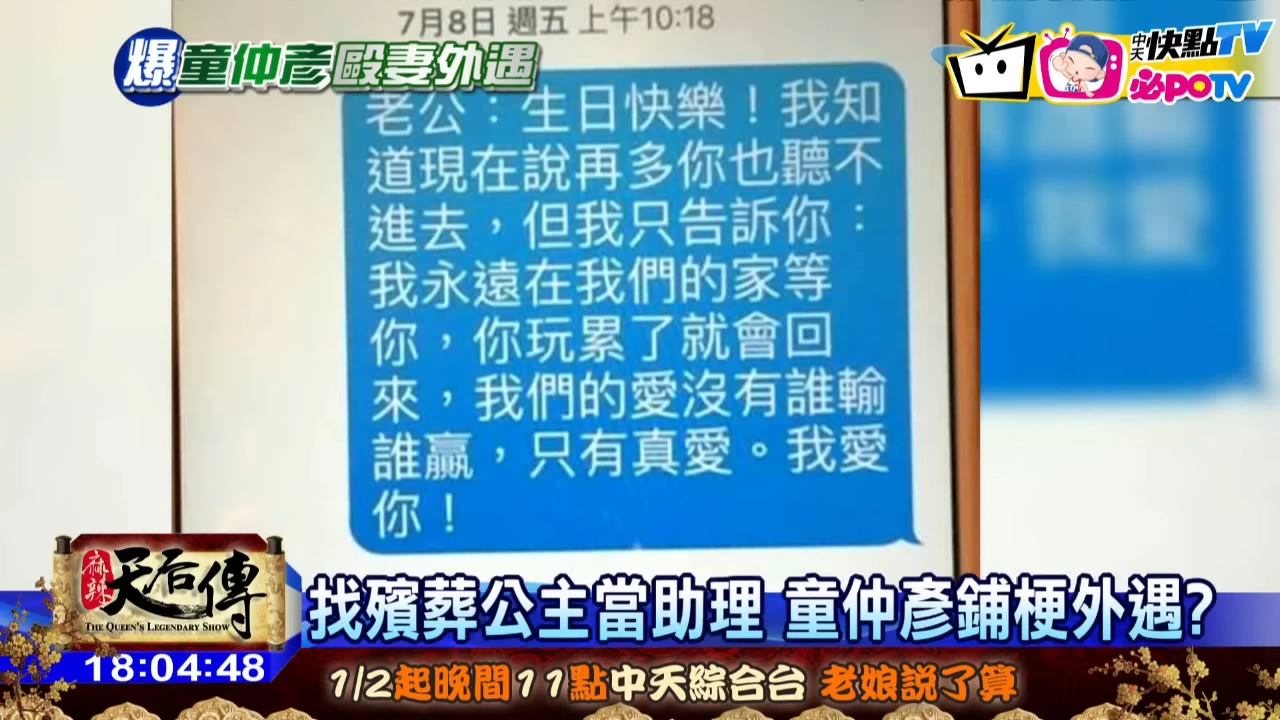 7月8日 週五 上午10:18
爆童仲彥毆妻外遇
中天快點TV
必POTV
老公：生日快樂！我知
道現在說再多你也聽不
進去，但我只告訴你：
我永遠在我們的家等
你，你玩累了就會回
來，我們的愛沒有誰輸
誰贏，只有真愛。我愛
你！
麻辣天后傳
THE QUEEN'S LEGENDARY SHOW
找殯葬公主當助理 童仲彥鋪梗外遇?
18:04:48
1/2起晚間11點中天綜合台 老娘説了算